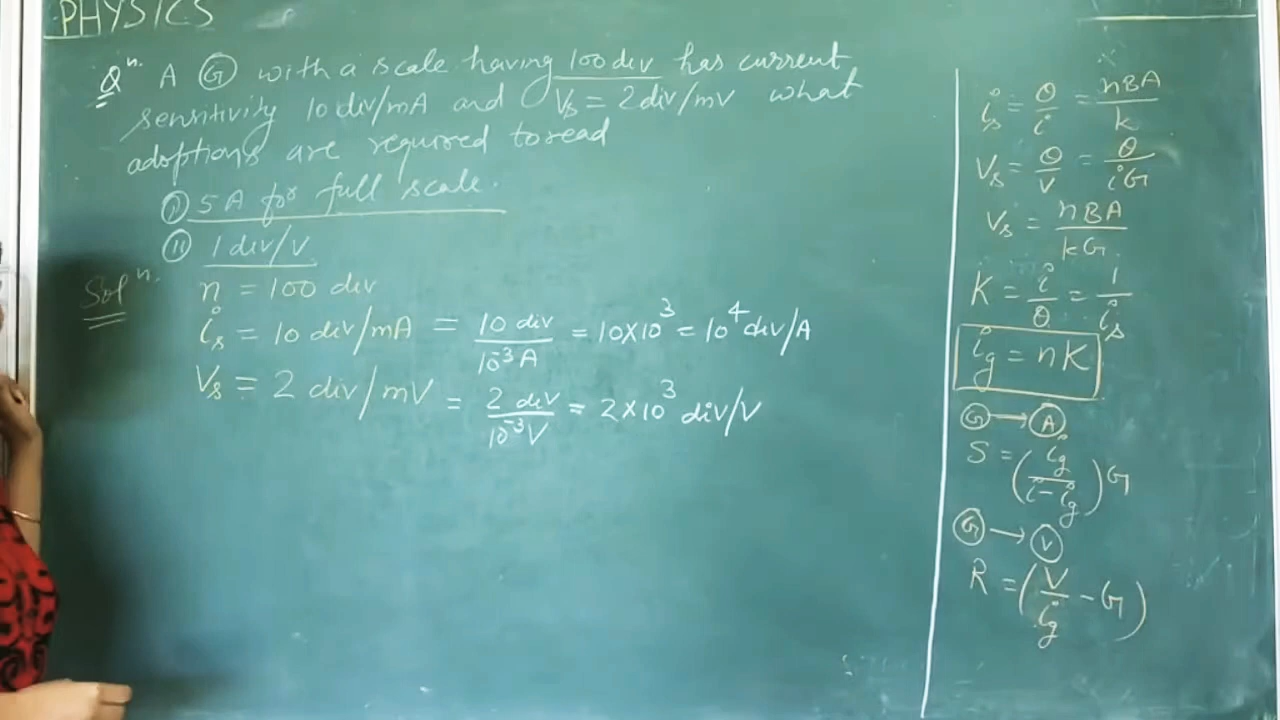 PHYSICS
Qⁿ. A Ⓖ with a scale having 100 div has current
sensitivity 10 div/mA and Vs = 2 div/mV what
adoptions are required to read
Ⓘ 5A for full scale.
Ⓘⓘ 1 div/V
Solⁿ. n = 100 div
is = 10 div/mA = 10 div / 10⁻³A = 10×10³ = 10⁴ div/A
Vs = 2 div/mV = 2 div / 10⁻³V = 2×10³ div/V
is = θ/i = nBA/k
Vs = θ/V = θ/iG
Vs = nBA/kG
K = i/θ = 1/is
ig = nK
Ⓖ → Ⓐ
S = (ig/(i-ig))G
Ⓖ → Ⓥ
R = (V/ig - G)